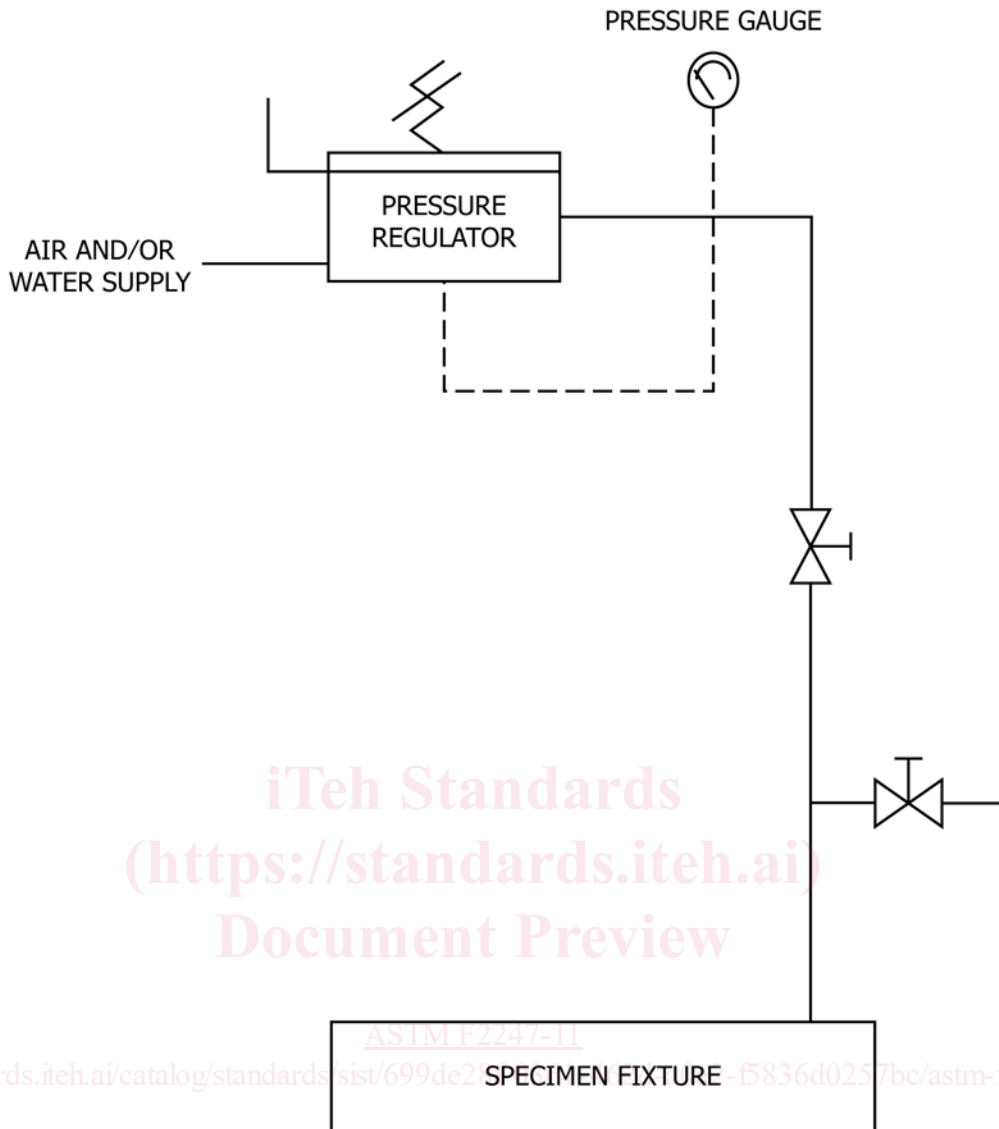 PRESSURE GAUGE
PRESSURE
REGULATOR
AIR AND/OR
WATER SUPPLY
iTeh Standards
(https://standards.iteh.ai)
Document Preview
ASTM F2247-11
SPECIMEN FIXTURE